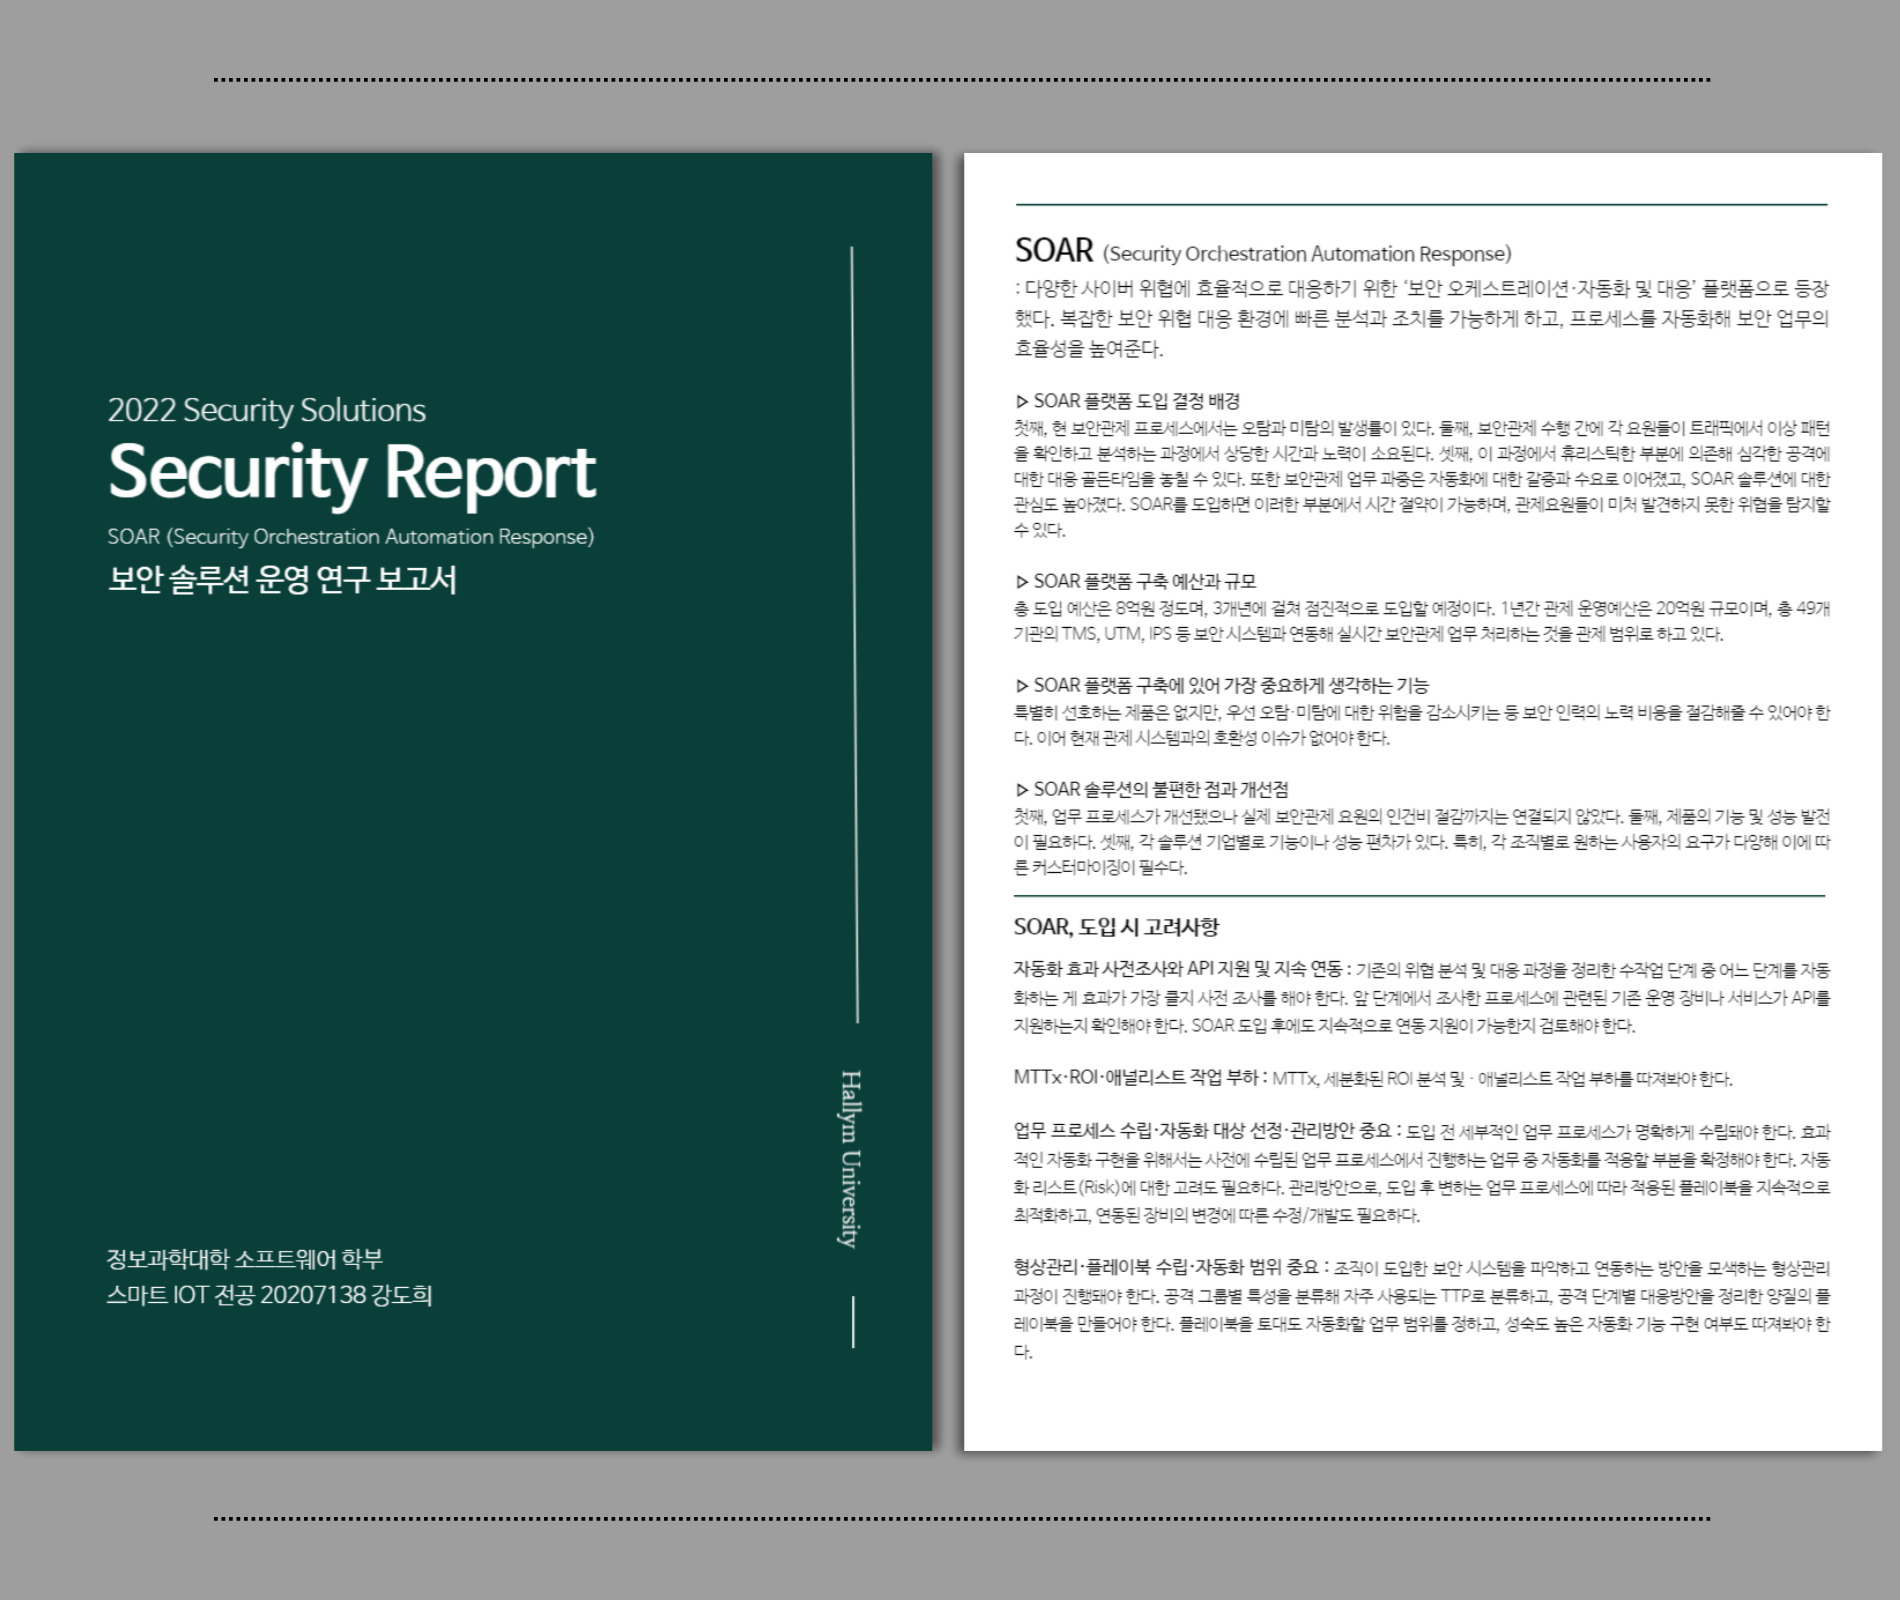 2022 Security Solutions
Security Report
SOAR (Security Orchestration Automation Response)
보안 솔루션 운영 연구 보고서
Hallym University
정보과학대학 소프트웨어 학부
스마트 IOT 전공 20207138 강도희
SOAR (Security Orchestration Automation Response)
: 다양한 사이버 위협에 효율적으로 대응하기 위한 ‘보안 오케스트레이션·자동화 및 대응’ 플랫폼으로 등장
했다. 복잡한 보안 위협 대응 환경에 빠른 분석과 조치를 가능하게 하고, 프로세스를 자동화해 보안 업무의
효율성을 높여준다.
▷ SOAR 플랫폼 도입 결정 배경
첫째, 현 보안관제 프로세스에서는 오탐과 미탐의 발생률이 있다. 둘째, 보안관제 수행 간에 각 요원들이 트래픽에서 이상 패턴
을 확인하고 분석하는 과정에서 상당한 시간과 노력이 소요된다. 셋째, 이 과정에서 휴리스틱한 부분에 의존해 심각한 공격에
대한 대응 골든타임을 놓칠 수 있다. 또한 보안관제 업무 과중은 자동화에 대한 갈증과 수요로 이어졌고, SOAR 솔루션에 대한
관심도 높아졌다. SOAR를 도입하면 이러한 부분에서 시간 절약이 가능하며, 관제요원들이 미처 발견하지 못한 위협을 탐지할
수 있다.
▷ SOAR 플랫폼 구축 예산과 규모
총 도입 예산은 8억원 정도며, 3개년에 걸쳐 점진적으로 도입할 예정이다. 1년간 관제 운영예산은 20억원 규모이며, 총 49개
기관의 TMS, UTM, IPS 등 보안 시스템과 연동해 실시간 보안관제 업무 처리하는 것을 관제 범위로 하고 있다.
▷ SOAR 플랫폼 구축에 있어 가장 중요하게 생각하는 기능
특별히 선호하는 제품은 없지만, 우선 오탐·미탐에 대한 위험을 감소시키는 등 보안 인력의 노력 비용을 절감해줄 수 있어야 한
다. 이어 현재 관제 시스템과의 호환성 이슈가 없어야 한다.
▷ SOAR 솔루션의 불편한 점과 개선점
첫째, 업무 프로세스가 개선됐으나 실제 보안관제 요원의 인건비 절감까지는 연결되지 않았다. 둘째, 제품의 기능 및 성능 발전
이 필요하다. 셋째, 각 솔루션 기업별로 기능이나 성능 편차가 있다. 특히, 각 조직별로 원하는 사용자의 요구가 다양해 이에 따
른 커스터마이징이 필수다.
SOAR, 도입 시 고려사항
자동화 효과 사전조사와 API 지원 및 지속 연동 : 기존의 위협 분석 및 대응 과정을 정리한 수작업 단계 중 어느 단계를 자동
화하는 게 효과가 가장 클지 사전 조사를 해야 한다. 앞 단계에서 조사한 프로세스에 관련된 기존 운영 장비나 서비스가 API를
지원하는지 확인해야 한다. SOAR 도입 후에도 지속적으로 연동 지원이 가능한지 검토해야 한다.
MTTx·ROI·애널리스트 작업 부하 : MTTx, 세분화된 ROI 분석 및 · 애널리스트 작업 부하를 따져봐야 한다.
업무 프로세스 수립·자동화 대상 선정·관리방안 중요 : 도입 전 세부적인 업무 프로세스가 명확하게 수립돼야 한다. 효과
적인 자동화 구현을 위해서는 사전에 수립된 업무 프로세스에서 진행하는 업무 중 자동화를 적용할 부분을 확정해야 한다. 자동
화 리스트(Risk)에 대한 고려도 필요하다. 관리방안으로, 도입 후 변하는 업무 프로세스에 따라 적용된 플레이북을 지속적으로
최적화하고, 연동된 장비의 변경에 따른 수정/개발도 필요하다.
형상관리·플레이북 수립·자동화 범위 중요 : 조직이 도입한 보안 시스템을 파악하고 연동하는 방안을 모색하는 형상관리
과정이 진행돼야 한다. 공격 그룹별 특성을 분류해 자주 사용되는 TTP로 분류하고, 공격 단계별 대응방안을 정리한 양질의 플
레이북을 만들어야 한다. 플레이북을 토대도 자동화할 업무 범위를 정하고, 성숙도 높은 자동화 기능 구현 여부도 따져봐야 한
다.